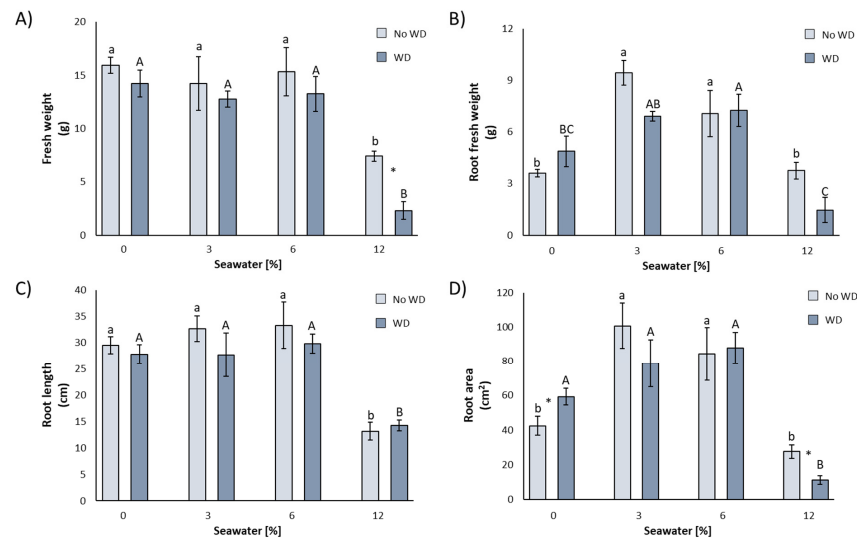 A)
Fresh weight
(g)
20
15
10
5
0
a
A
a
A
a
A
b
*
B
No WD
WD
0 3 6 12
Seawater [%]
B)
Root fresh weight
(g)
12
9
6
3
0
b
BC
a
AB
a
A
b
C
No WD
WD
0 3 6 12
Seawater [%]
C)
Root length
(cm)
40
35
30
25
20
15
10
5
0
a
A
a
A
a
A
b
B
No WD
WD
0 3 6 12
Seawater [%]
D)
Root area
(cm²)
120
100
80
60
40
20
0
b
*
A
a
A
a
A
b
*
B
No WD
WD
0 3 6 12
Seawater [%]